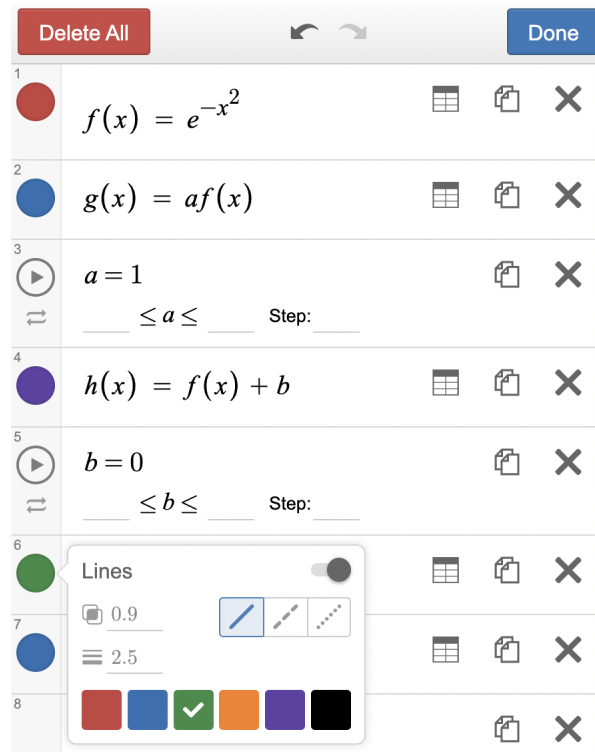 Delete All Done
1
f(x) = e^{-x^2}
2
g(x) = af(x)
3
a = 1
≤ a ≤ Step:
4
h(x) = f(x) + b
5
b = 0
≤ b ≤ Step:
6
Lines
0.9
7
2.5
8